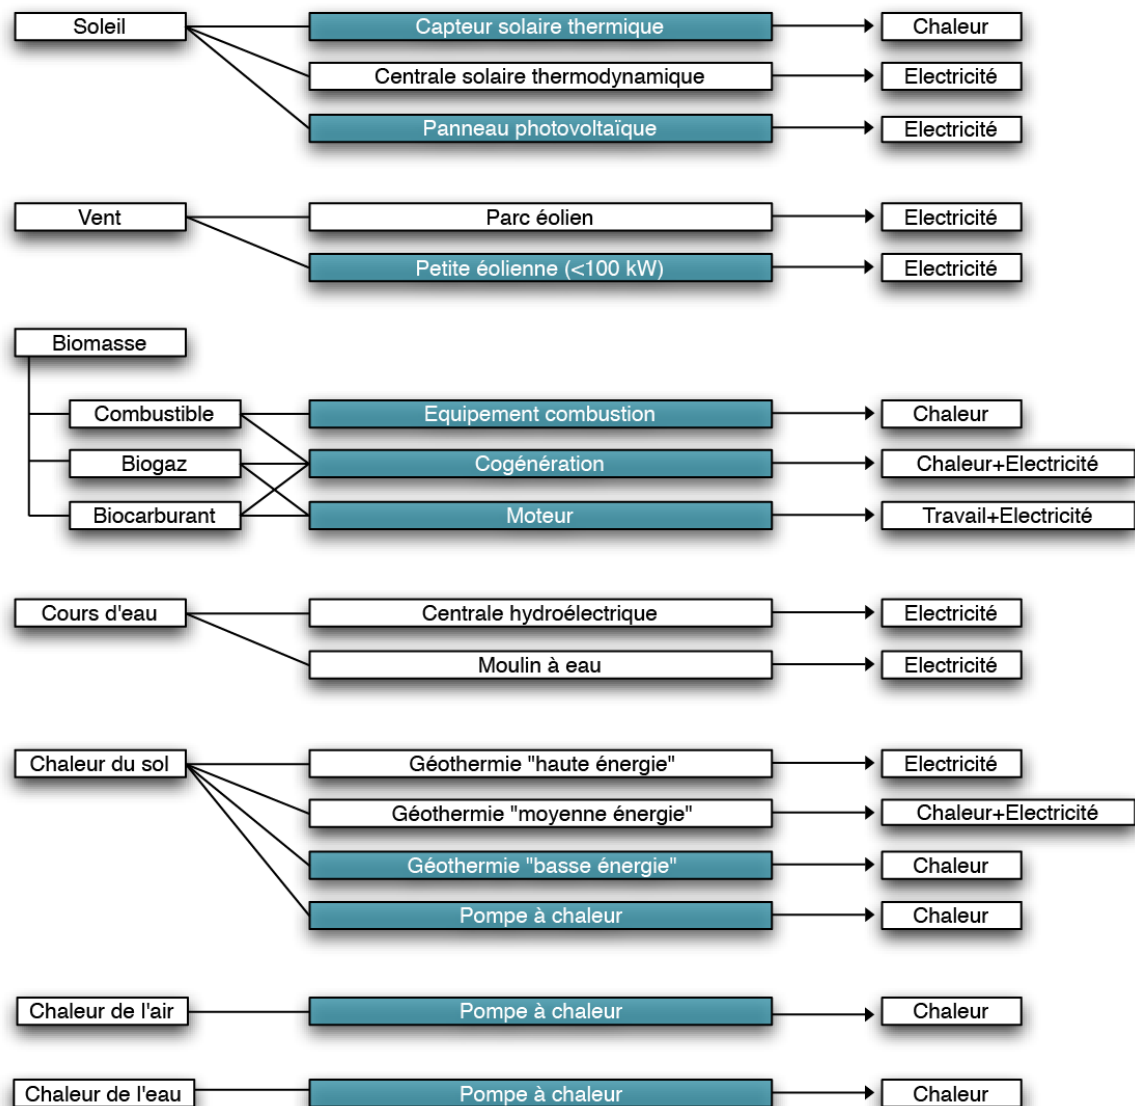 Soleil
Capteur solaire thermique
Chaleur
Centrale solaire thermodynamique
Electricité
Panneau photovoltaïque
Electricité
Vent
Parc éolien
Electricité
Petite éolienne (<100 kW)
Electricité
Biomasse
Combustible
Equipement combustion
Chaleur
Biogaz
Cogénération
Chaleur+Electricité
Biocarburant
Moteur
Travail+Electricité
Cours d'eau
Centrale hydroélectrique
Electricité
Moulin à eau
Electricité
Chaleur du sol
Géothermie "haute énergie"
Electricité
Géothermie "moyenne énergie"
Chaleur+Electricité
Géothermie "basse énergie"
Chaleur
Pompe à chaleur
Chaleur
Chaleur de l'air
Pompe à chaleur
Chaleur
Chaleur de l'eau
Pompe à chaleur
Chaleur